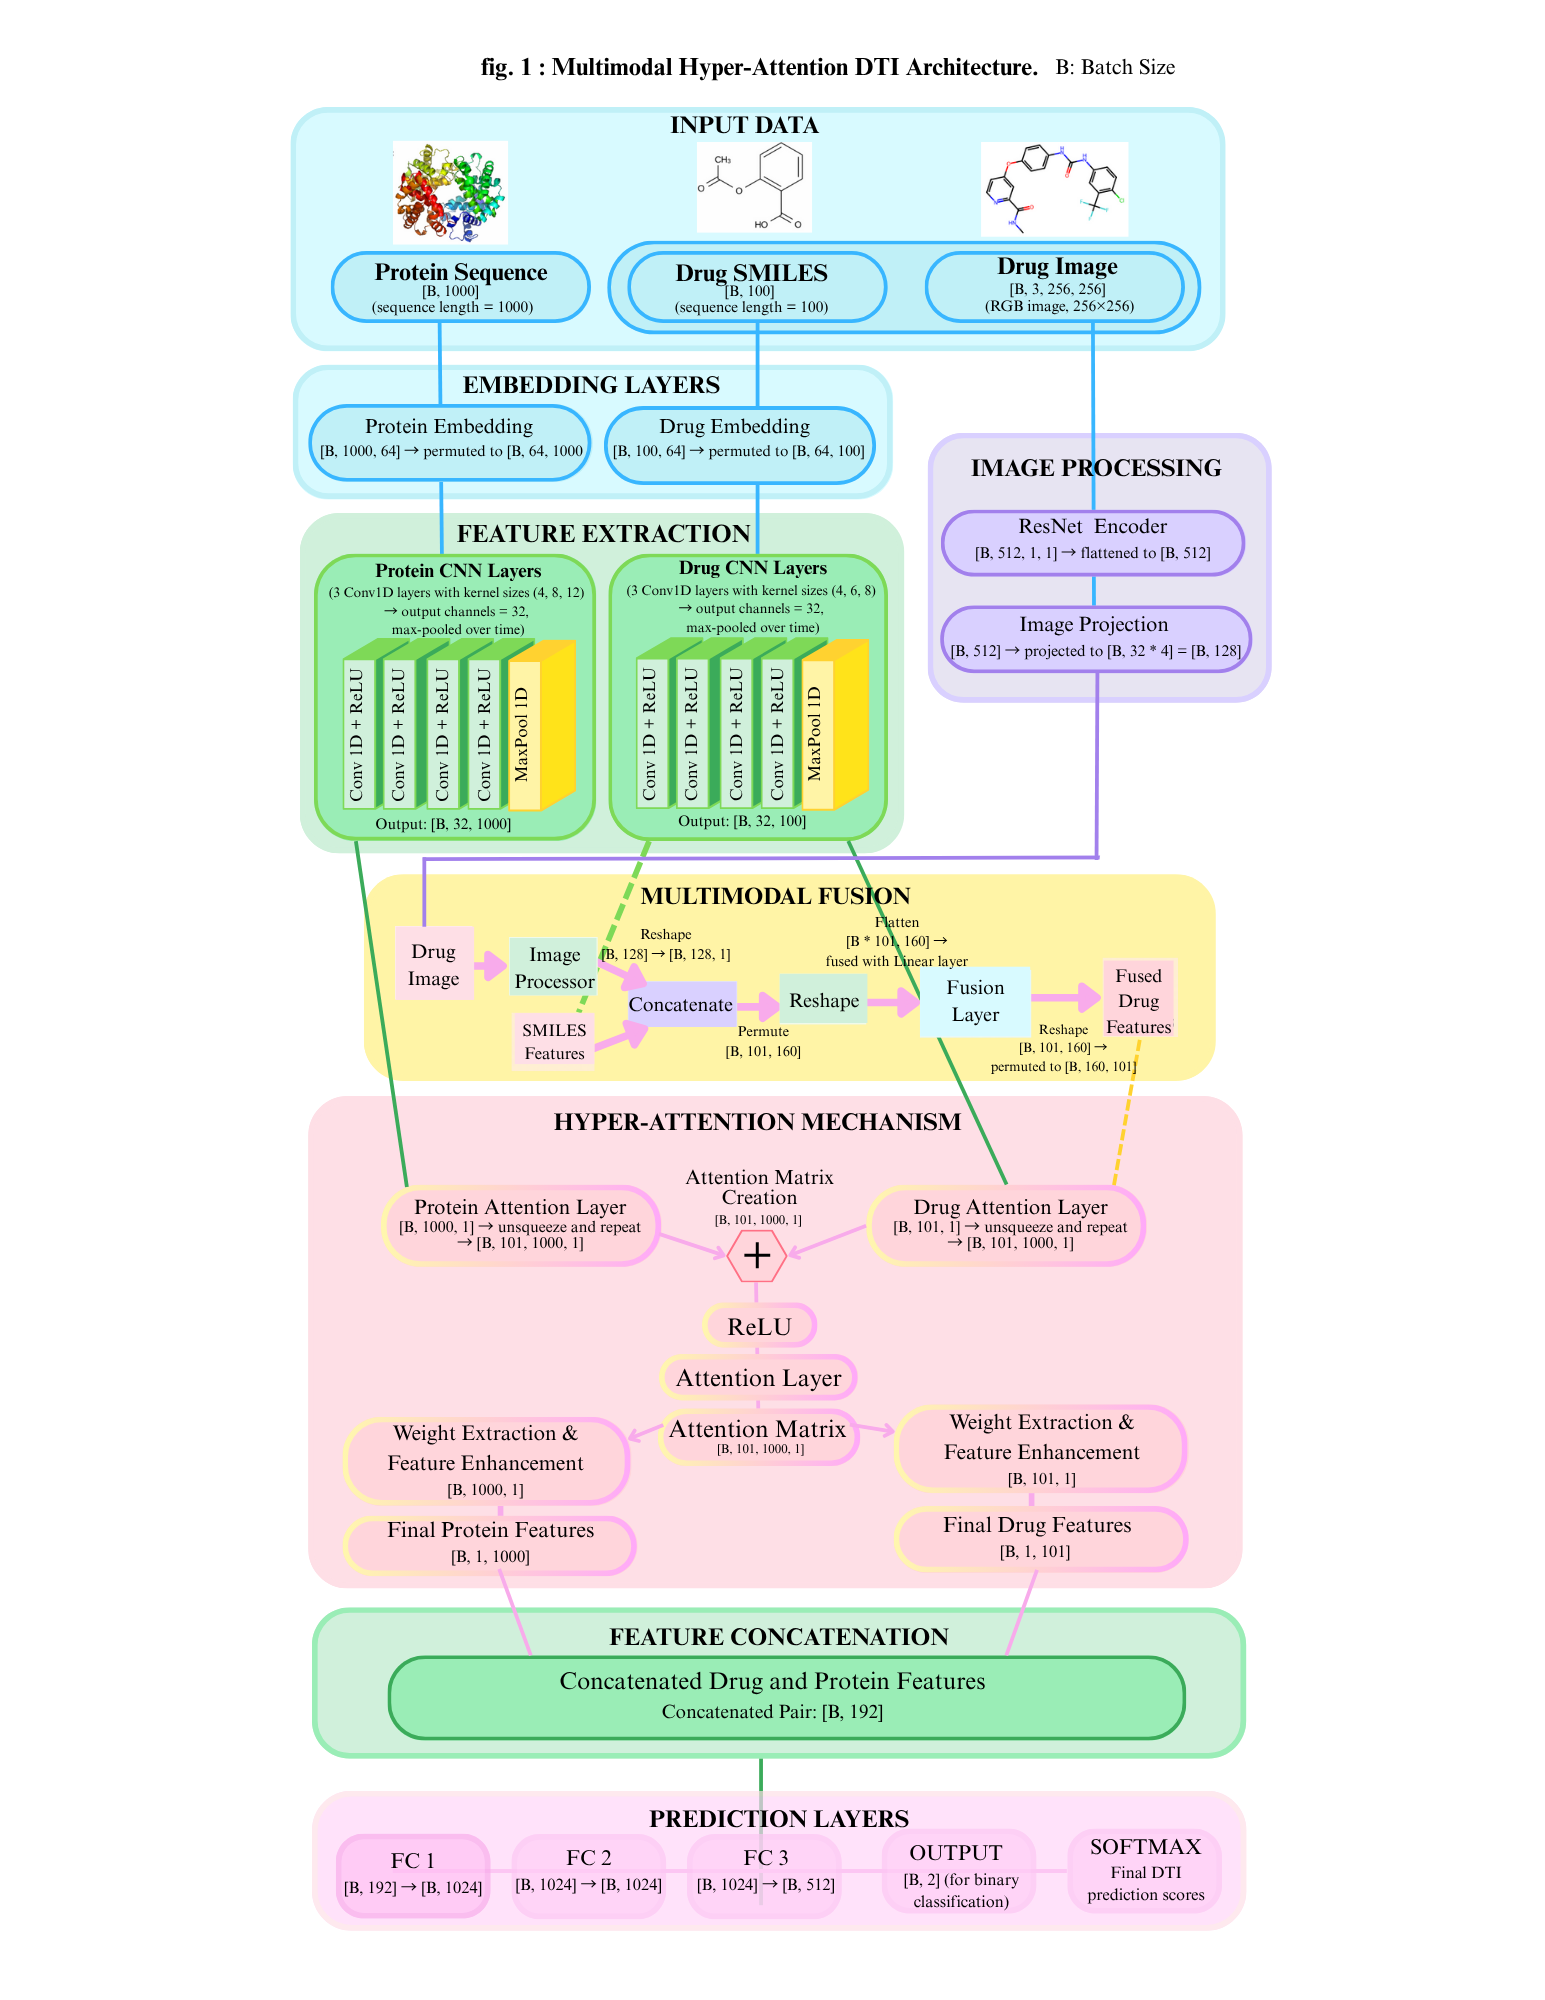 fig. 1 : Multimodal Hyper-Attention DTI Architecture. B: Batch Size
INPUT DATA
CH₃
O
O
HO
O
Protein Sequence
[B, 1000]
(sequence length = 1000)
Drug SMILES
[B, 100]
(sequence length = 100)
Drug Image
[B, 3, 256, 256]
(RGB image, 256×256)
EMBEDDING LAYERS
Protein Embedding
[B, 1000, 64] → permuted to [B, 64, 1000
Drug Embedding
[B, 100, 64] → permuted to [B, 64, 100]
IMAGE PROCESSING
ResNet Encoder
[B, 512, 1, 1] → flattened to [B, 512]
Image Projection
[B, 512] → projected to [B, 32 * 4] = [B, 128]
FEATURE EXTRACTION
Protein CNN Layers
(3 Conv1D layers with kernel sizes (4, 8, 12)
→ output channels = 32,
max-pooled over time)
Conv 1D + ReLU
Conv 1D + ReLU
Conv 1D + ReLU
Conv 1D + ReLU
MaxPool 1D
Output: [B, 32, 1000]
Drug CNN Layers
(3 Conv1D layers with kernel sizes (4, 6, 8)
→ output channels = 32,
max-pooled over time)
Conv 1D + ReLU
Conv 1D + ReLU
Conv 1D + ReLU
Conv 1D + ReLU
MaxPool 1D
Output: [B, 32, 100]
MULTIMODAL FUSION
Drug
Image
Image
Processor
Reshape
[B, 128] → [B, 128, 1]
SMILES
Features
Concatenate
Permute
[B, 101, 160]
Reshape
Flatten
[B * 101, 160] →
fused with Linear layer
Fusion
Layer
Reshape
[B, 101, 160] →
permuted to [B, 160, 101]
Fused
Drug
Features
HYPER-ATTENTION MECHANISM
Protein Attention Layer
[B, 1000, 1] → unsqueeze and repeat
→ [B, 101, 1000, 1]
Attention Matrix
Creation
[B, 101, 1000, 1]
+
Drug Attention Layer
[B, 101, 1] → unsqueeze and repeat
→ [B, 101, 1000, 1]
ReLU
Attention Layer
Attention Matrix
[B, 101, 1000, 1]
Weight Extraction &
Feature Enhancement
[B, 1000, 1]
Final Protein Features
[B, 1, 1000]
Weight Extraction &
Feature Enhancement
[B, 101, 1]
Final Drug Features
[B, 1, 101]
FEATURE CONCATENATION
Concatenated Drug and Protein Features
Concatenated Pair: [B, 192]
PREDICTION LAYERS
FC 1
[B, 192] → [B, 1024]
FC 2
[B, 1024] → [B, 1024]
FC 3
[B, 1024] → [B, 512]
OUTPUT
[B, 2] (for binary
classification)
SOFTMAX
Final DTI
prediction scores